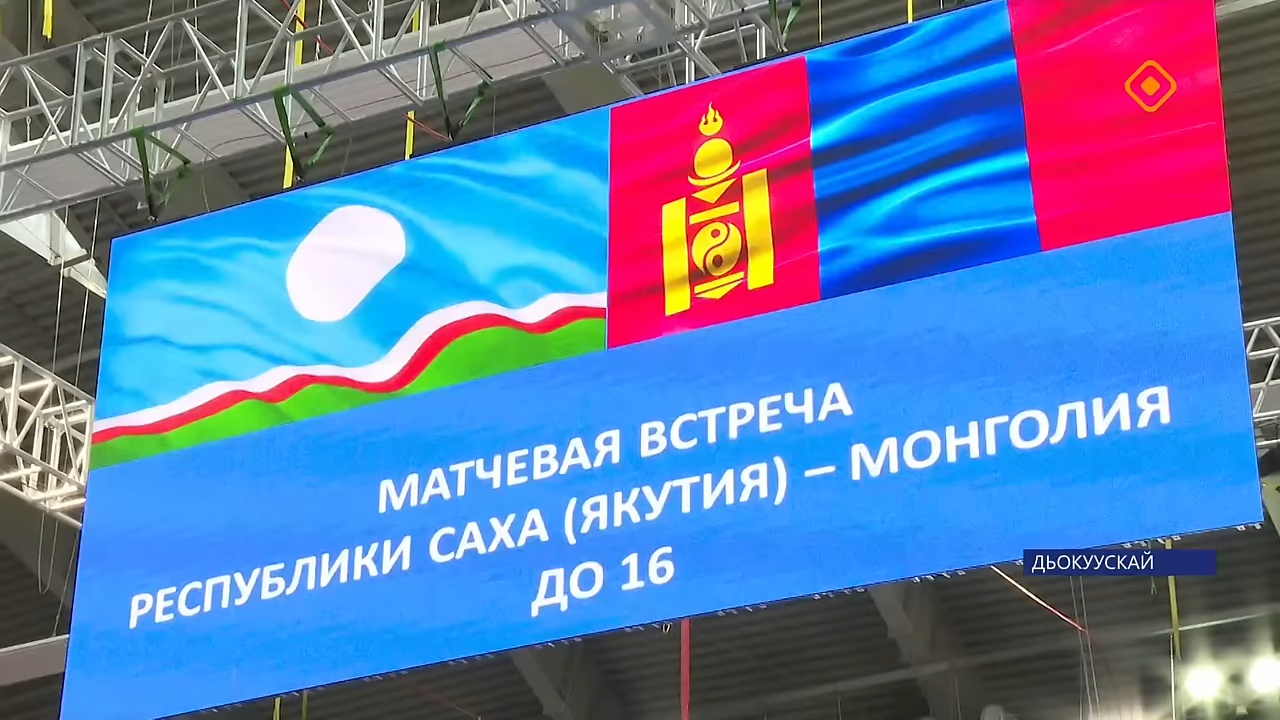 МАТЧЕВАЯ ВСТРЕЧА
РЕСПУБЛИКИ САХА (ЯКУТИЯ) – МОНГОЛИЯ
ДО 16
ДЬОКУУСКАЙ